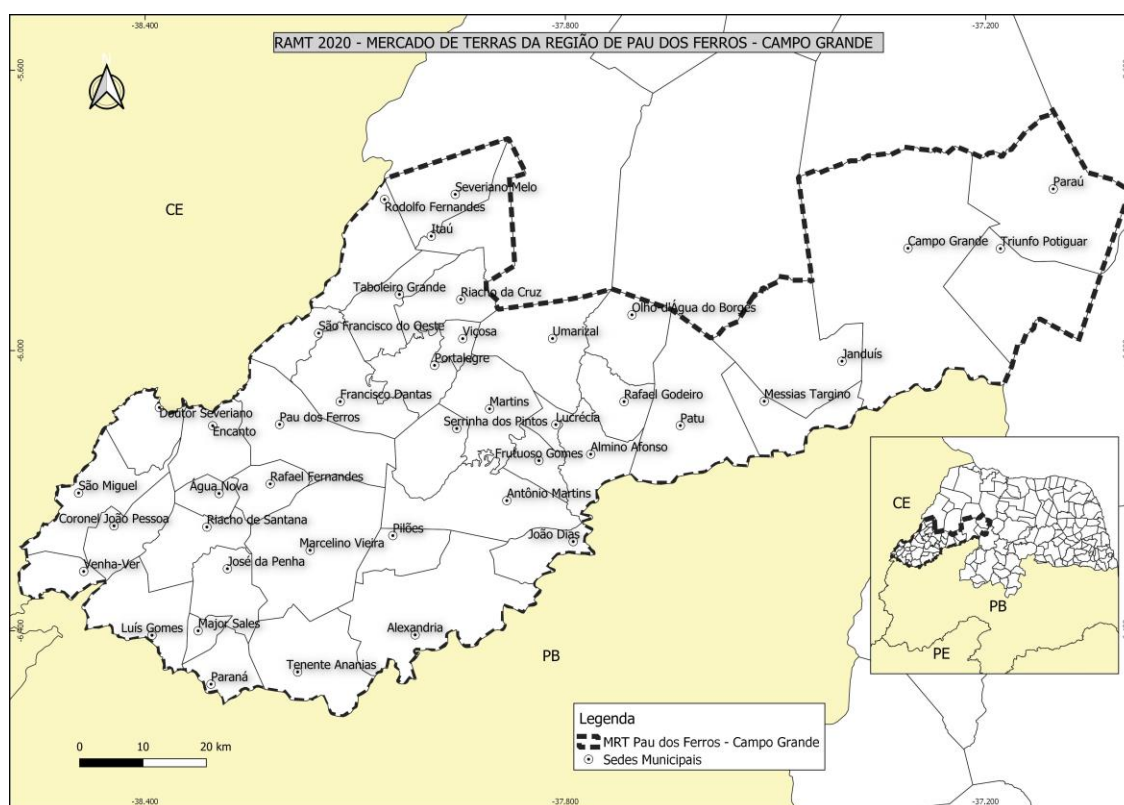 -38.400
-37.800
-37.200
RAMT 2020 - MERCADO DE TERRAS DA REGIÃO DE PAU DOS FERROS - CAMPO GRANDE
-5.600
CE
Severiano Melo
Rodolfo Fernandes
Itaú
Paraú
Campo Grande
Triunfo Potiguar
Taboleiro Grande
Riacho da Cruz
Olho-d'Água do Borges
São Francisco do Oeste
Viçosa
Umarizal
-6.000
Portalegre
Janduís
Francisco Dantas
Martins
Rafael Godeiro
Messias Targino
Doutor Severiano
Encanto
Pau dos Ferros
Serrinha dos Pintos
Lucrécia
Patu
Frutuoso Gomes
Almino Afonso
São Miguel
Água Nova
Rafael Fernandes
Antônio Martins
Coronel João Pessoa
Riacho de Santana
Pilões
João Dias
Marcelino Vieira
José da Penha
Venha-Ver
-6.400
Luís Gomes
Major Sales
Alexandria
Tenente Ananias
Paraná
PB
CE
PB
PE
Legenda
MRT Pau dos Ferros - Campo Grande
Sedes Municipais
0 10 20 km
-38.400
-37.800
-37.200